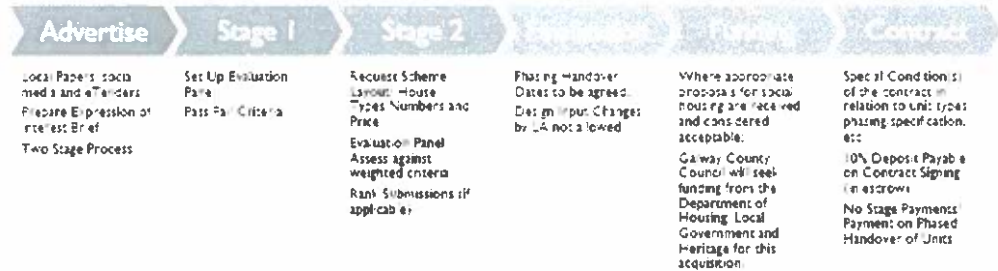 Advertise
Stage 1
Stage 2
Funding
Contract
Local Papers, social
media and eTenders
Prepare Expression of
Interest Brief
Two Stage Process
Set Up Evaluation
Panel
Pass Fail Criteria
Request Scheme
Layout, House
Types Numbers and
Price
Evaluation Panel
Assess against
weighted criteria
Rank Submissions (if
applicable)
Phasing Handover
Dates to be agreed.
Design Input Changes
by LA not allowed
Where appropriate
proposals for social
housing are received
and considered
acceptable:
Galway County
Council will seek
funding from the
Department of
Housing, Local
Government and
Heritage for this
acquisition.
Special Condition(s)
of the contract in
relation to unit types
phasing specification,
etc
10% Deposit Payable
on Contract Signing
(in escrow)
No Stage Payments
Payment on Phased
Handover of Units